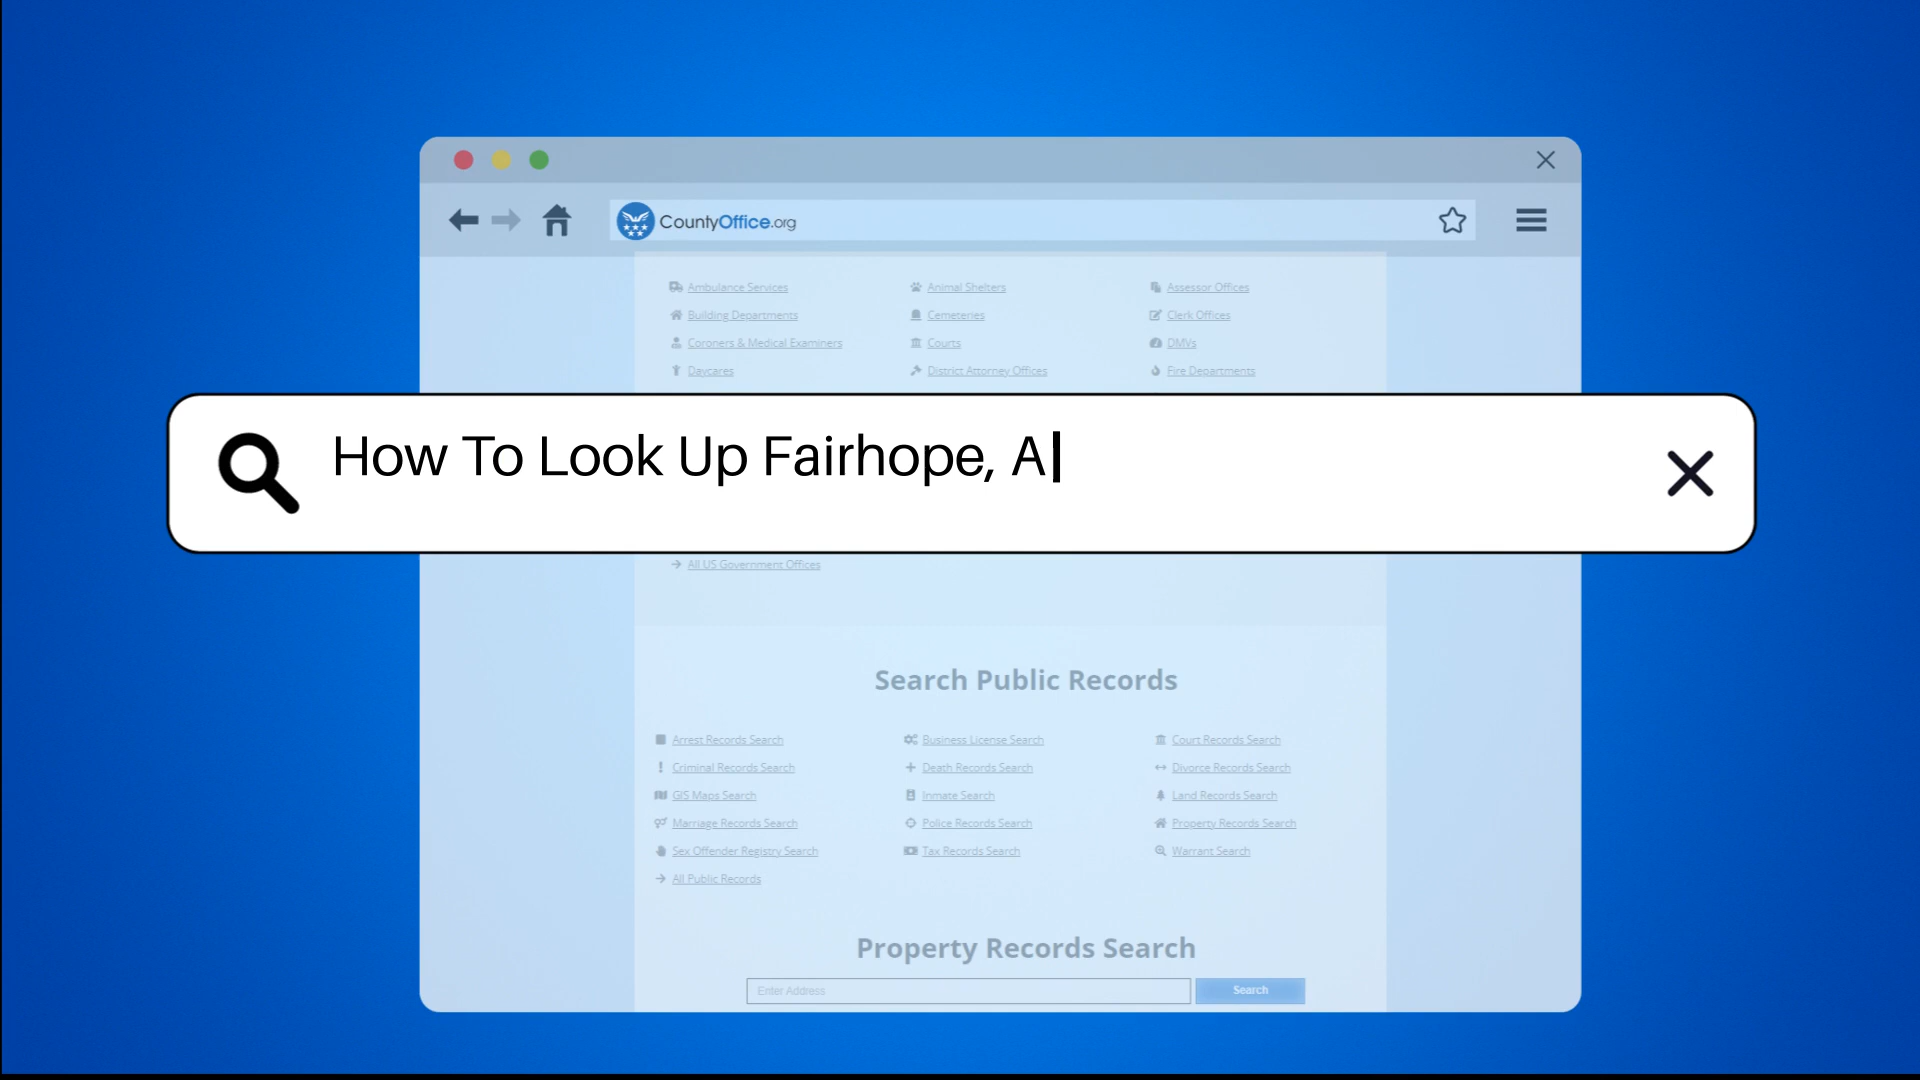 CountyOffice.org
Ambulance Services Animal Shelters Assessor Offices
Building Departments Cemeteries Clerk Offices
Coroners & Medical Examiners Courts DMVs
Daycares District Attorney Offices Fire Departments
How To Look Up Fairhope, A
All US Government Offices
Search Public Records
Arrest Records Search Business License Search Court Records Search
Criminal Records Search Death Records Search Divorce Records Search
GIS Maps Search Inmate Search Land Records Search
Marriage Records Search Police Records Search Property Records Search
Sex Offender Registry Search Tax Records Search Warrant Search
All Public Records
Property Records Search
Enter Address Search